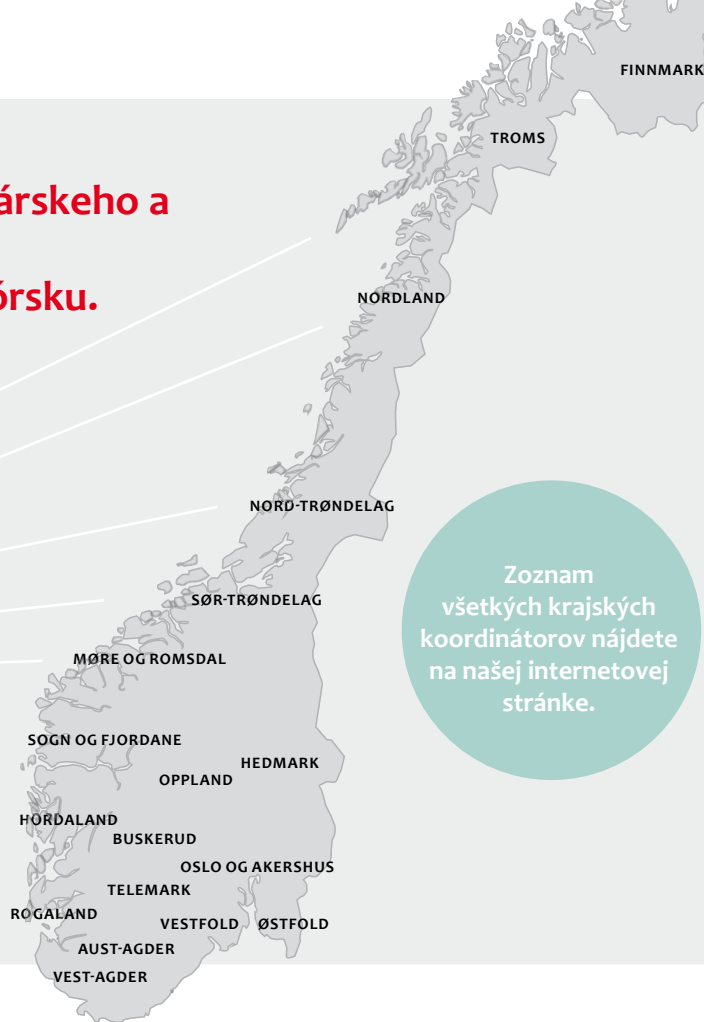 FINNMARK
TROMS
árskeho a
órsku.
NORDLAND
NORD-TRØNDELAG
SØR-TRØNDELAG
MØRE OG ROMSDAL
SOGN OG FJORDANE
HEDMARK
OPPLAND
HORDALAND
BUSKERUD
OSLO OG AKERSHUS
TELEMARK
ROGALAND
VESTFOLD
ØSTFOLD
AUST-AGDER
VEST-AGDER
Zoznam
všetkých krajských
koordinátorov nájdete
na našej internetovej
stránke.